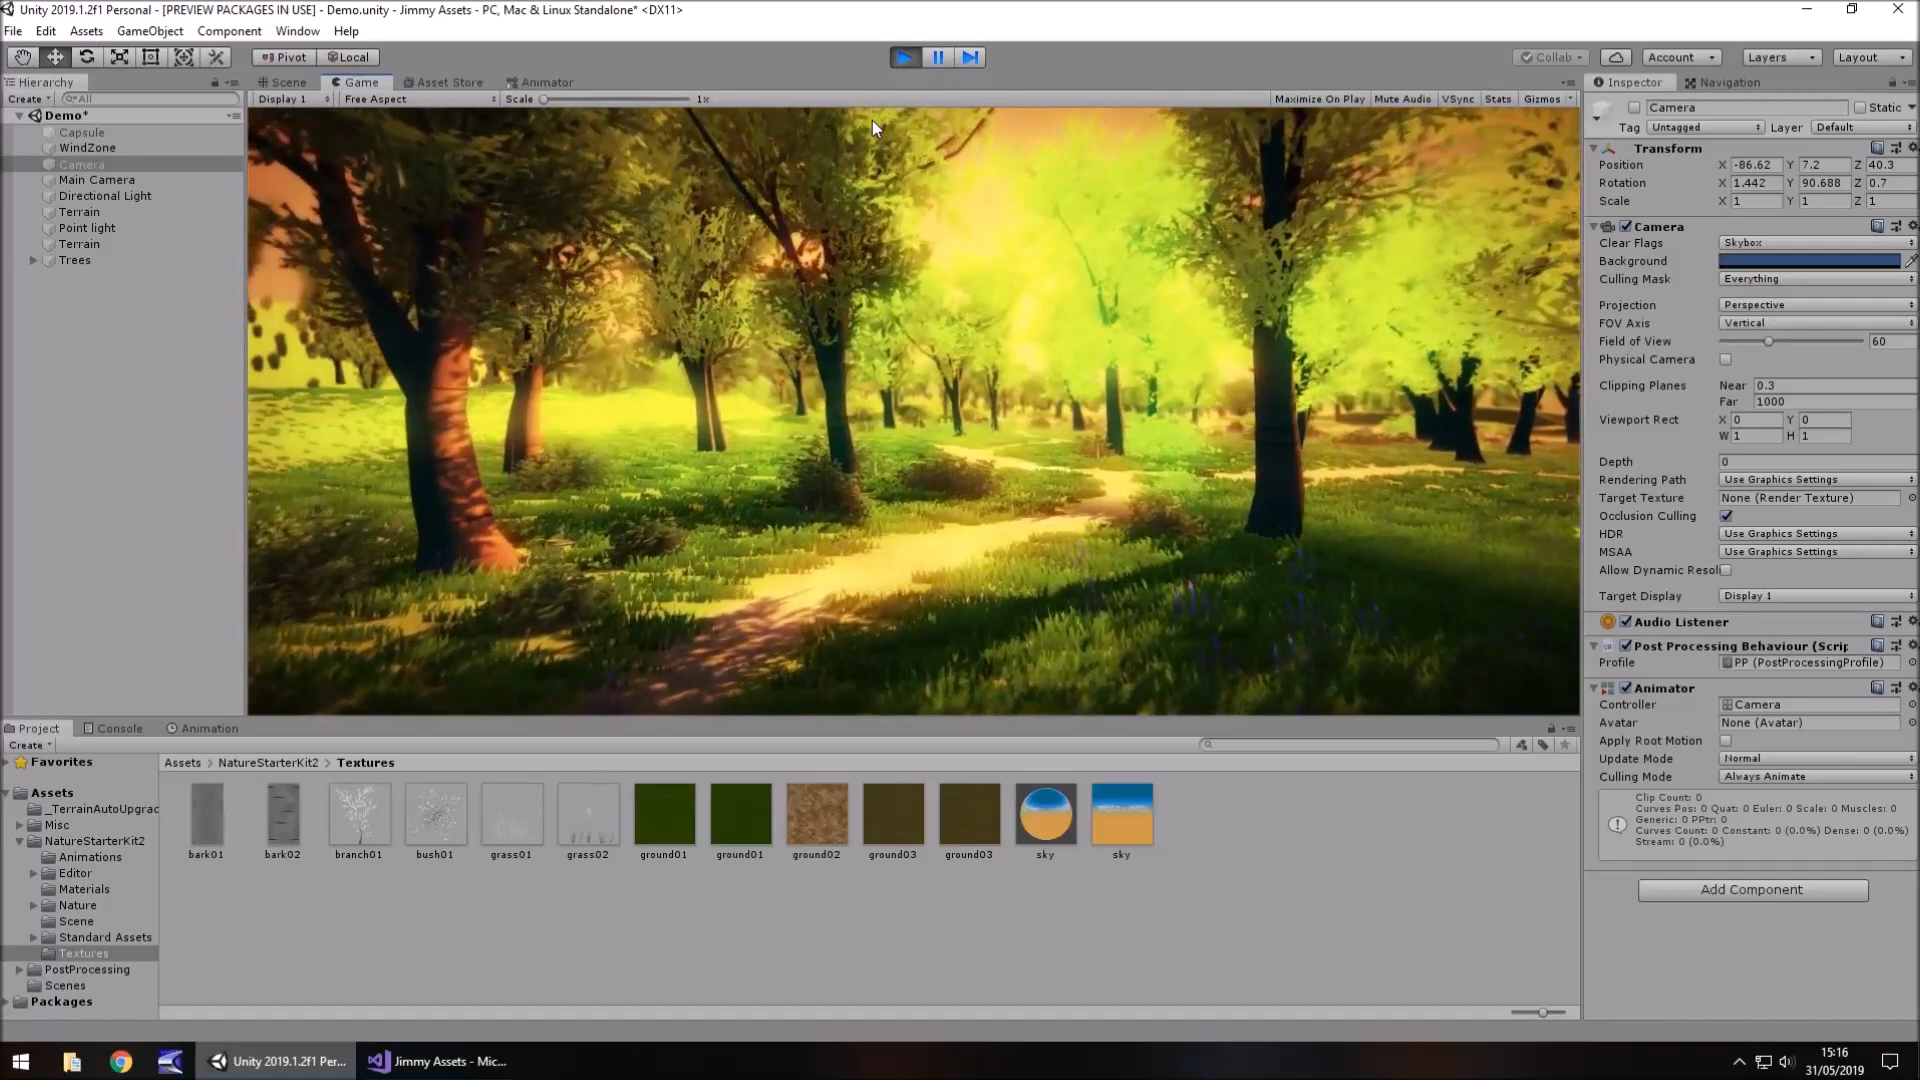 Unity 2019.1.2f1 Personal - [PREVIEW PACKAGES IN USE] - Demo.unity - Jimmy Assets - PC, Mac & Linux Standalone* <DX11>
File Edit Assets GameObject Component Window Help
Pivot Local Collab Account Layers Layout
Hierarchy Scene Game Asset Store Animator Inspector Navigation
Create All Display 1 Free Aspect Scale 1x Maximize On Play Mute Audio VSync Stats Gizmos
Camera Static
Tag Untagged Layer Default
Demo*
Capsule
WindZone
Camera
Main Camera
Directional Light
Terrain
Point light
Terrain
Trees
Transform
Position X -86.62 Y 7.2 Z 40.3
Rotation X 1.442 Y 90.688 Z 0.7
Scale X 1 Y 1 Z 1
Camera
Clear Flags Skybox
Background
Culling Mask Everything
Projection Perspective
FOV Axis Vertical
Field of View 60
Physical Camera
Clipping Planes Near 0.3
Far 1000
Viewport Rect X 0 Y 0
W 1 H 1
Depth 0
Rendering Path Use Graphics Settings
Target Texture None (Render Texture)
Occlusion Culling
HDR Use Graphics Settings
MSAA Use Graphics Settings
Allow Dynamic Resol
Target Display Display 1
Audio Listener
Post Processing Behaviour (Scrip
Profile PP (PostProcessingProfile)
Animator
Controller Camera
Avatar None (Avatar)
Apply Root Motion
Update Mode Normal
Culling Mode Always Animate
Clip Count: 0
Curves Pos: 0 Quat: 0 Euler: 0 Scale: 0 Muscles: 0
Generic: 0 PPtr: 0
Curves Count: 0 Constant: 0 (0.0%) Dense: 0 (0.0%)
Stream: 0 (0.0%)
Add Component
Project Console Animation
Create
Favorites
Assets
_TerrainAutoUpgrac
Misc
NatureStarterKit2
Animations
Editor
Materials
Nature
Scene
Standard Assets
Textures
PostProcessing
Scenes
Packages
Assets > NatureStarterKit2 > Textures
bark01 bark02 branch01 bush01 grass01 grass02 ground01 ground01 ground02 ground03 ground03 sky sky
Unity 2019.1.2f1 Per... Jimmy Assets - Mic...
15:16
31/05/2019